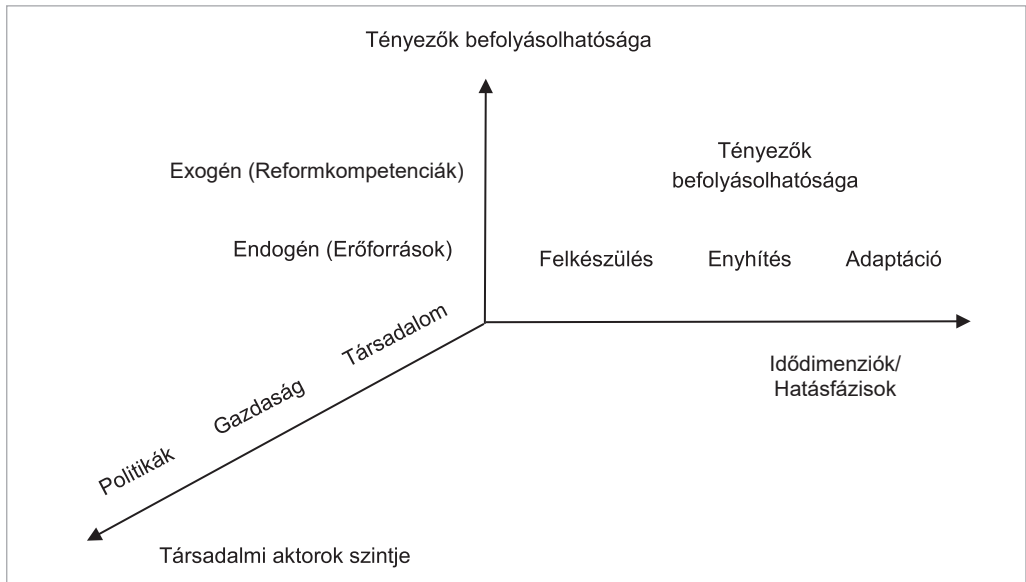 Tényezők befolyásolhatósága
Exogén (Reformkompetenciák)
Tényezők
befolyásolhatósága
Endogén (Erőforrások)
Felkészülés Enyhítés Adaptáció
Társadalom
Gazdaság
Politikák
Idődimenziók/
Hatásfázisok
Társadalmi aktorok szintje